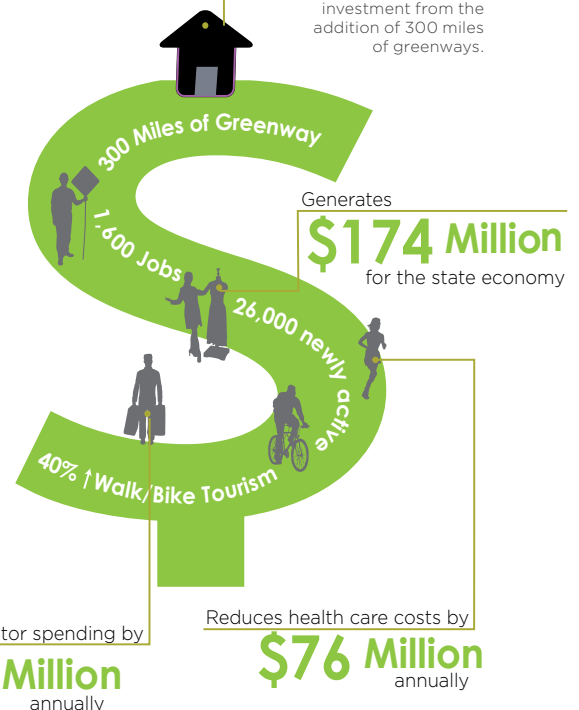 investment from the
addition of 300 miles
of greenways.
300 Miles of Greenway
Generates
$174 Million
for the state economy
1,600 Jobs
26,000 newly active
40% ↑Walk/Bike Tourism
spending by
Million
annually
Reduces health care costs by
$76 Million
annually